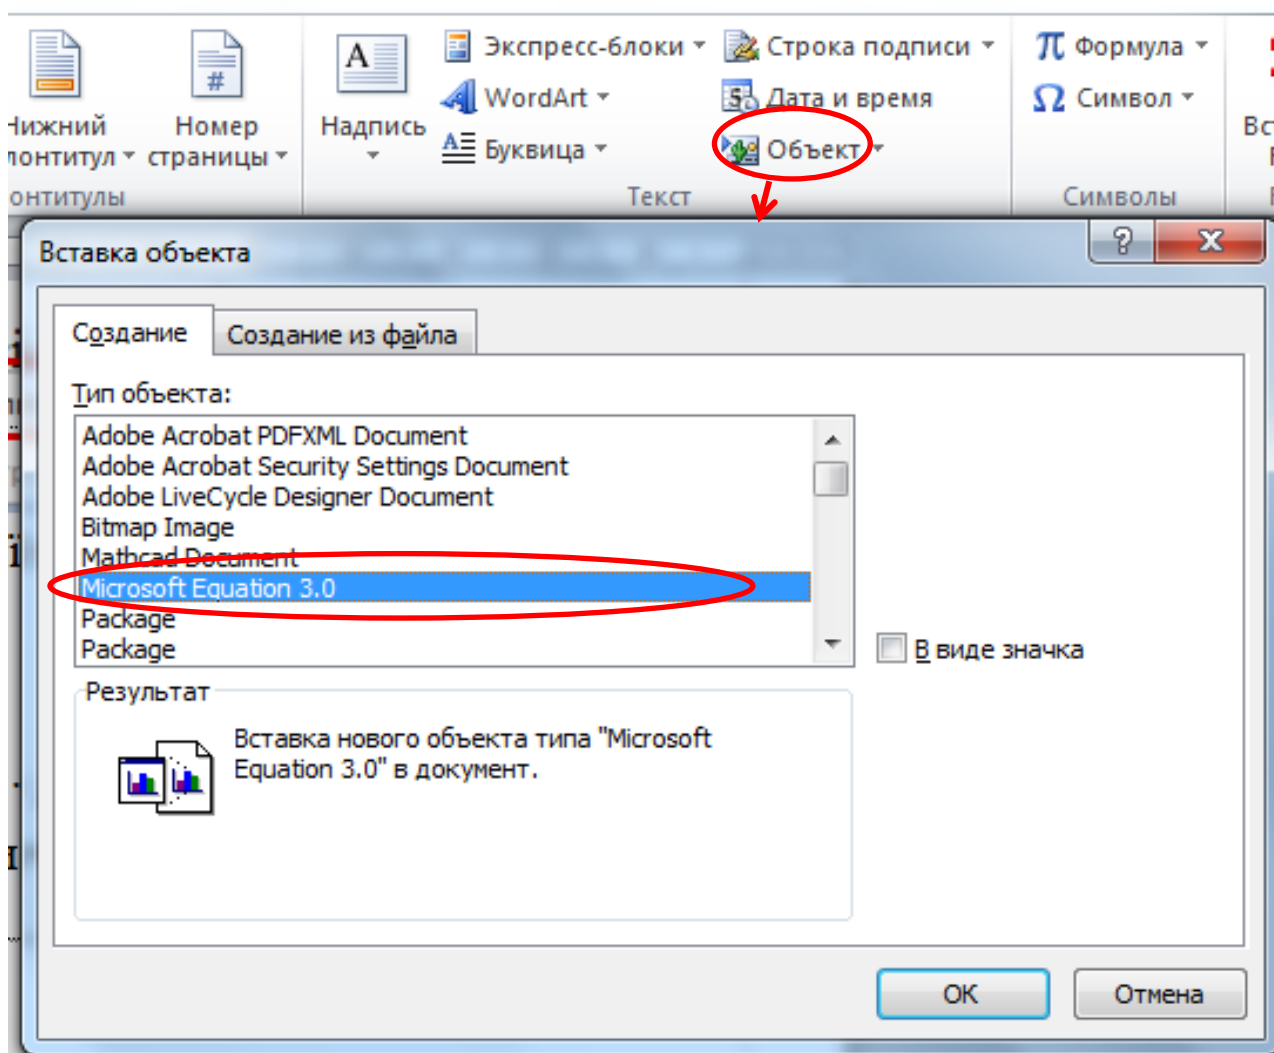 Экспресс-блоки
Строка подписи
π Формула
WordArt
Дата и время
Ω Символ
Нижний
Номер
Надпись
страницы
Буквица
Объект
Текст
Символы
Вставка объекта
Создание
Создание из файла
Тип объекта:
Adobe Acrobat PDFXML Document
Adobe Acrobat Security Settings Document
Adobe LiveCycle Designer Document
Bitmap Image
Mathcad Document
Microsoft Equation 3.0
Package
Package
В виде значка
Результат
Вставка нового объекта типа "Microsoft
Equation 3.0" в документ.
ОК
Отмена